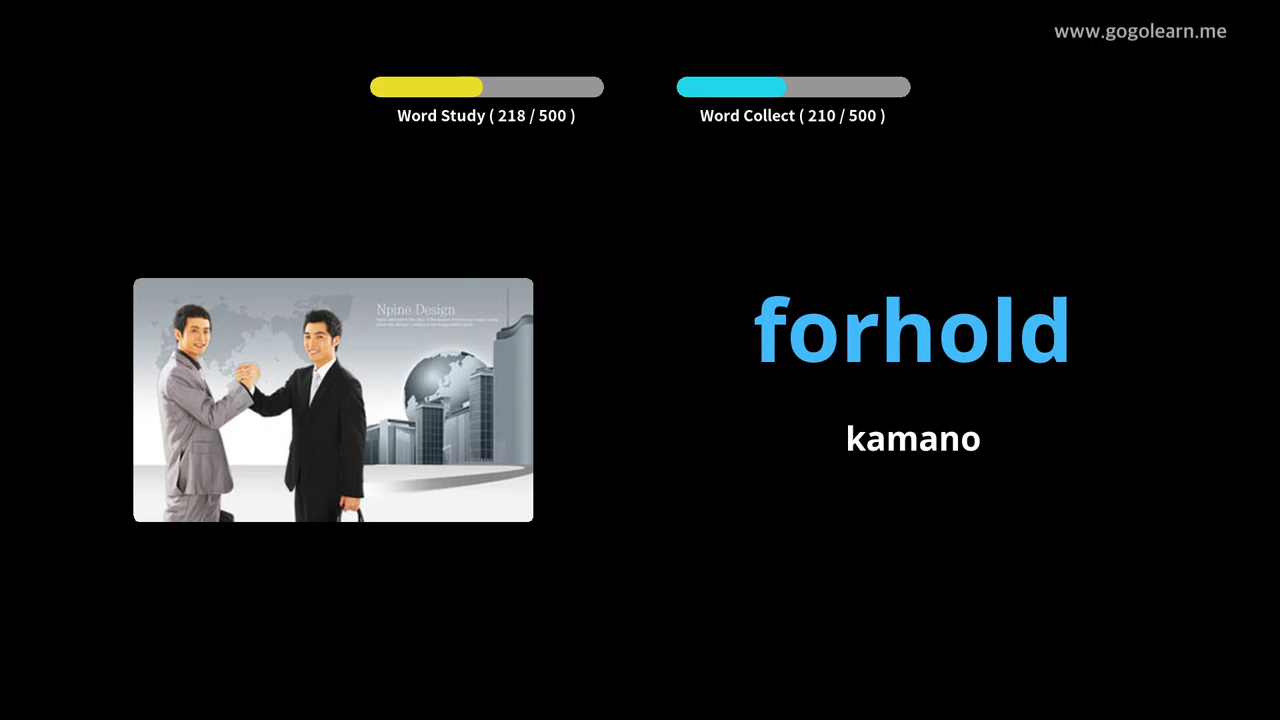 www.gogolearn.me
Word Study ( 218 / 500 )
Word Collect ( 210 / 500 )
Npine Design
forhold
kamano